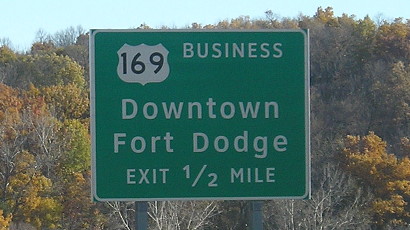 169 BUSINESS
Downtown
Fort Dodge
EXIT 1/2 MILE